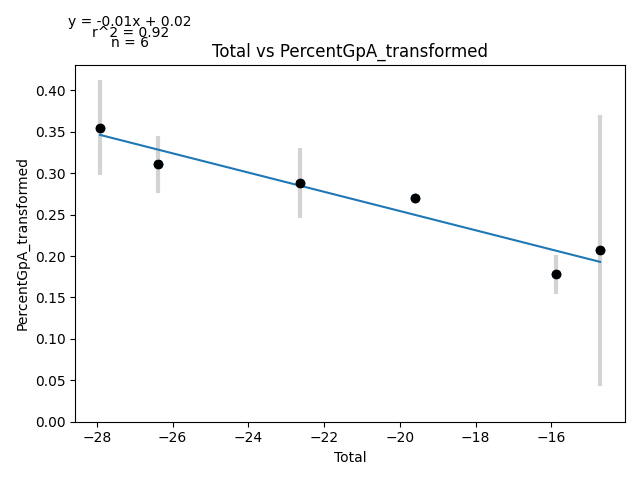 y = -0.01x + 0.02
r^2 = 0.92
n = 6
Total vs PercentGpA_transformed
PercentGpA_transformed
0.40
0.35
0.30
0.25
0.20
0.15
0.10
0.05
0.00
−28 −26 −24 −22 −20 −18 −16
Total